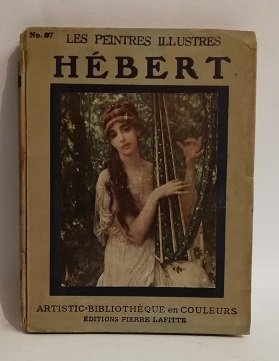 No. 37
LES PEINTRES ILLUSTRES
HÉBERT
ARTISTIC-BIBLIOTHÈQUE en COULEURS
ÉDITIONS PIERRE LAFITTE